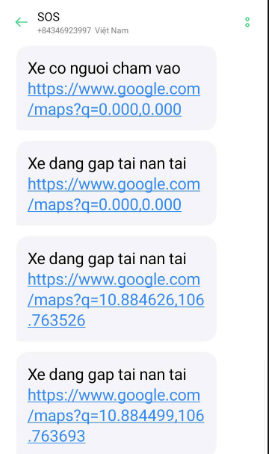 SOS
+84346923997 Việt Nam
Xe co nguoi cham vao
https://www.google.com
/maps?q=0.000,0.000
Xe dang gap tai nan tai
https://www.google.com
/maps?q=0.000,0.000
Xe dang gap tai nan tai
https://www.google.com
/maps?q=10.884626,106
.763526
Xe dang gap tai nan tai
https://www.google.com
/maps?q=10.884499,106
.763693